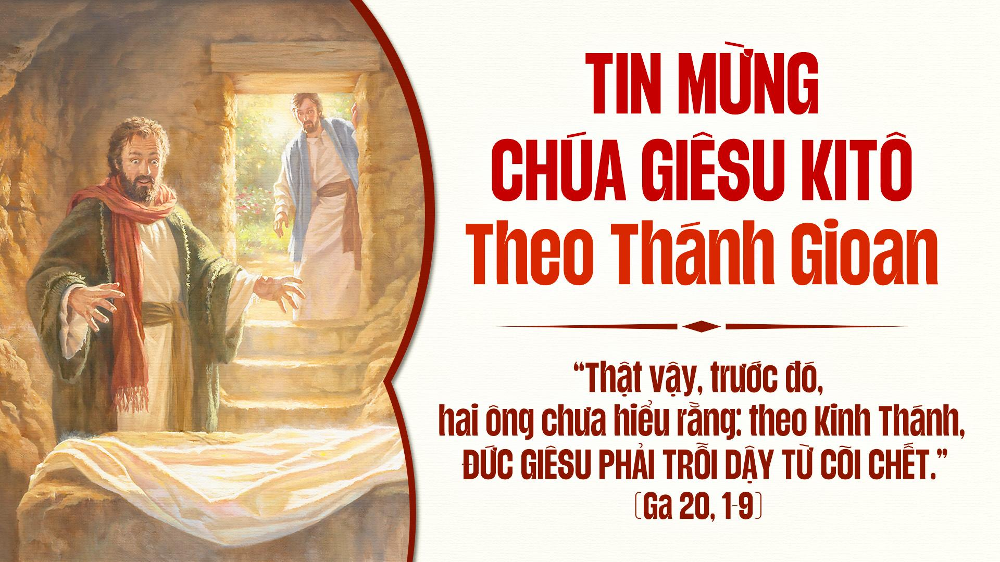 TIN MỪNG
CHÚA GIÊSU KITÔ
Theo Thánh Gioan
“Thật vậy, trước đó,
hai ông chưa hiểu rằng: theo Kinh Thánh,
ĐỨC GIÊSU PHẢI TRỖI DẬY TỪ CÕI CHẾT.”
(Ga 20, 1-9)